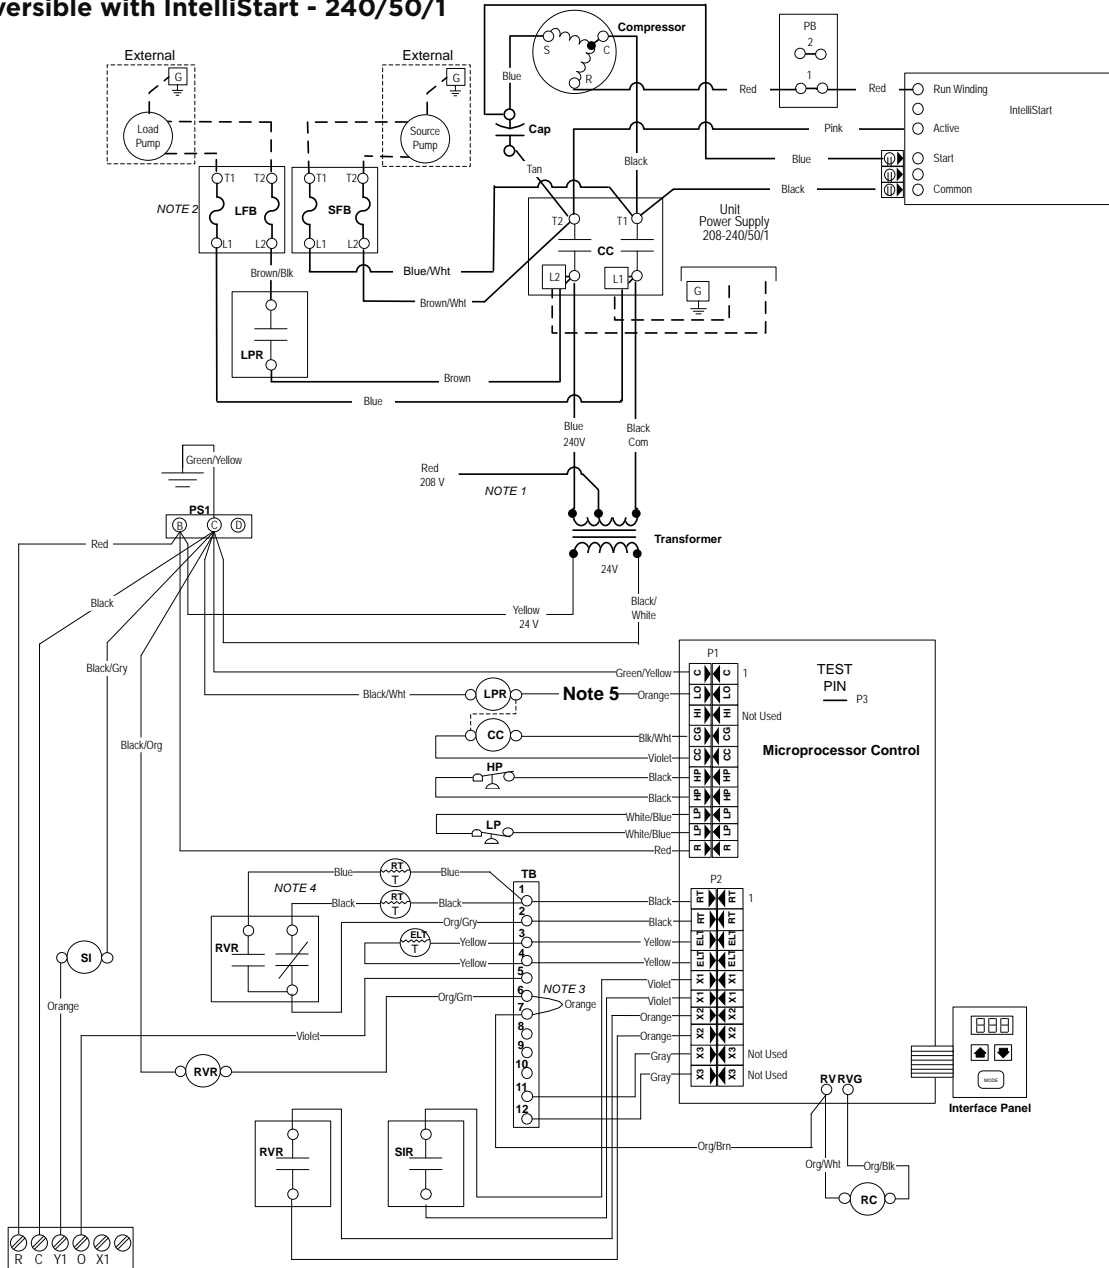 versible with IntelliStart - 240/50/1
External
External
Compressor
PB
2
1
G
G
S
C
R
Blue
Red
Red
Run Winding
IntelliStart
Load
Pump
Source
Pump
Cap
Pink
Active
Black
Blue
Start
Tan
Black
Common
T1
T2
T1
T2
NOTE 2
LFB
SFB
L1
L2
L1
L2
T2
T1
CC
L2
L1
Unit
Power Supply
208-240/50/1
G
Brown/Blk
Blue/Wht
Brown/Wht
LPR
Brown
Blue
Blue
240V
Black
Com
Green/Yellow
Red
208 V
NOTE 1
PS1
B
C
D
Transformer
24V
Red
Black
Yellow
24 V
Black/
White
Black/Gry
Black/Org
Black/Wht
LPR
Note 5
Green/Yellow
Orange
CC
Blk/Wht
Violet
HP
Black
Black
LP
White/Blue
White/Blue
Red
P1
C C 1
LO LO
HI HI Not Used
CG CG
CC CC
HP HP
HP HP
LP LP
LP LP
R R
TEST
PIN
P3
Microprocessor Control
Blue
RT
T
Blue
NOTE 4
Black
RT
T
Black
Org/Gry
RVR
ELT
T
Yellow
Yellow
TB
1
2
3
4
5
6
7
8
9
10
11
12
NOTE 3
Orange
Org/Grn
Violet
P2
Black RT RT 1
Black RT RT
Yellow ELT ELT
Yellow ELT ELT
Violet X1 X1
Violet X1 X1
Orange X2 X2
Orange X2 X2
Gray X3 X3 Not Used
Gray X3 X3 Not Used
SI
Orange
RVR
RVR
SIR
RV RVG
Org/Brn
Org/Wht
Org/Blk
RC
MODE
Interface Panel
R C Y1 O X1